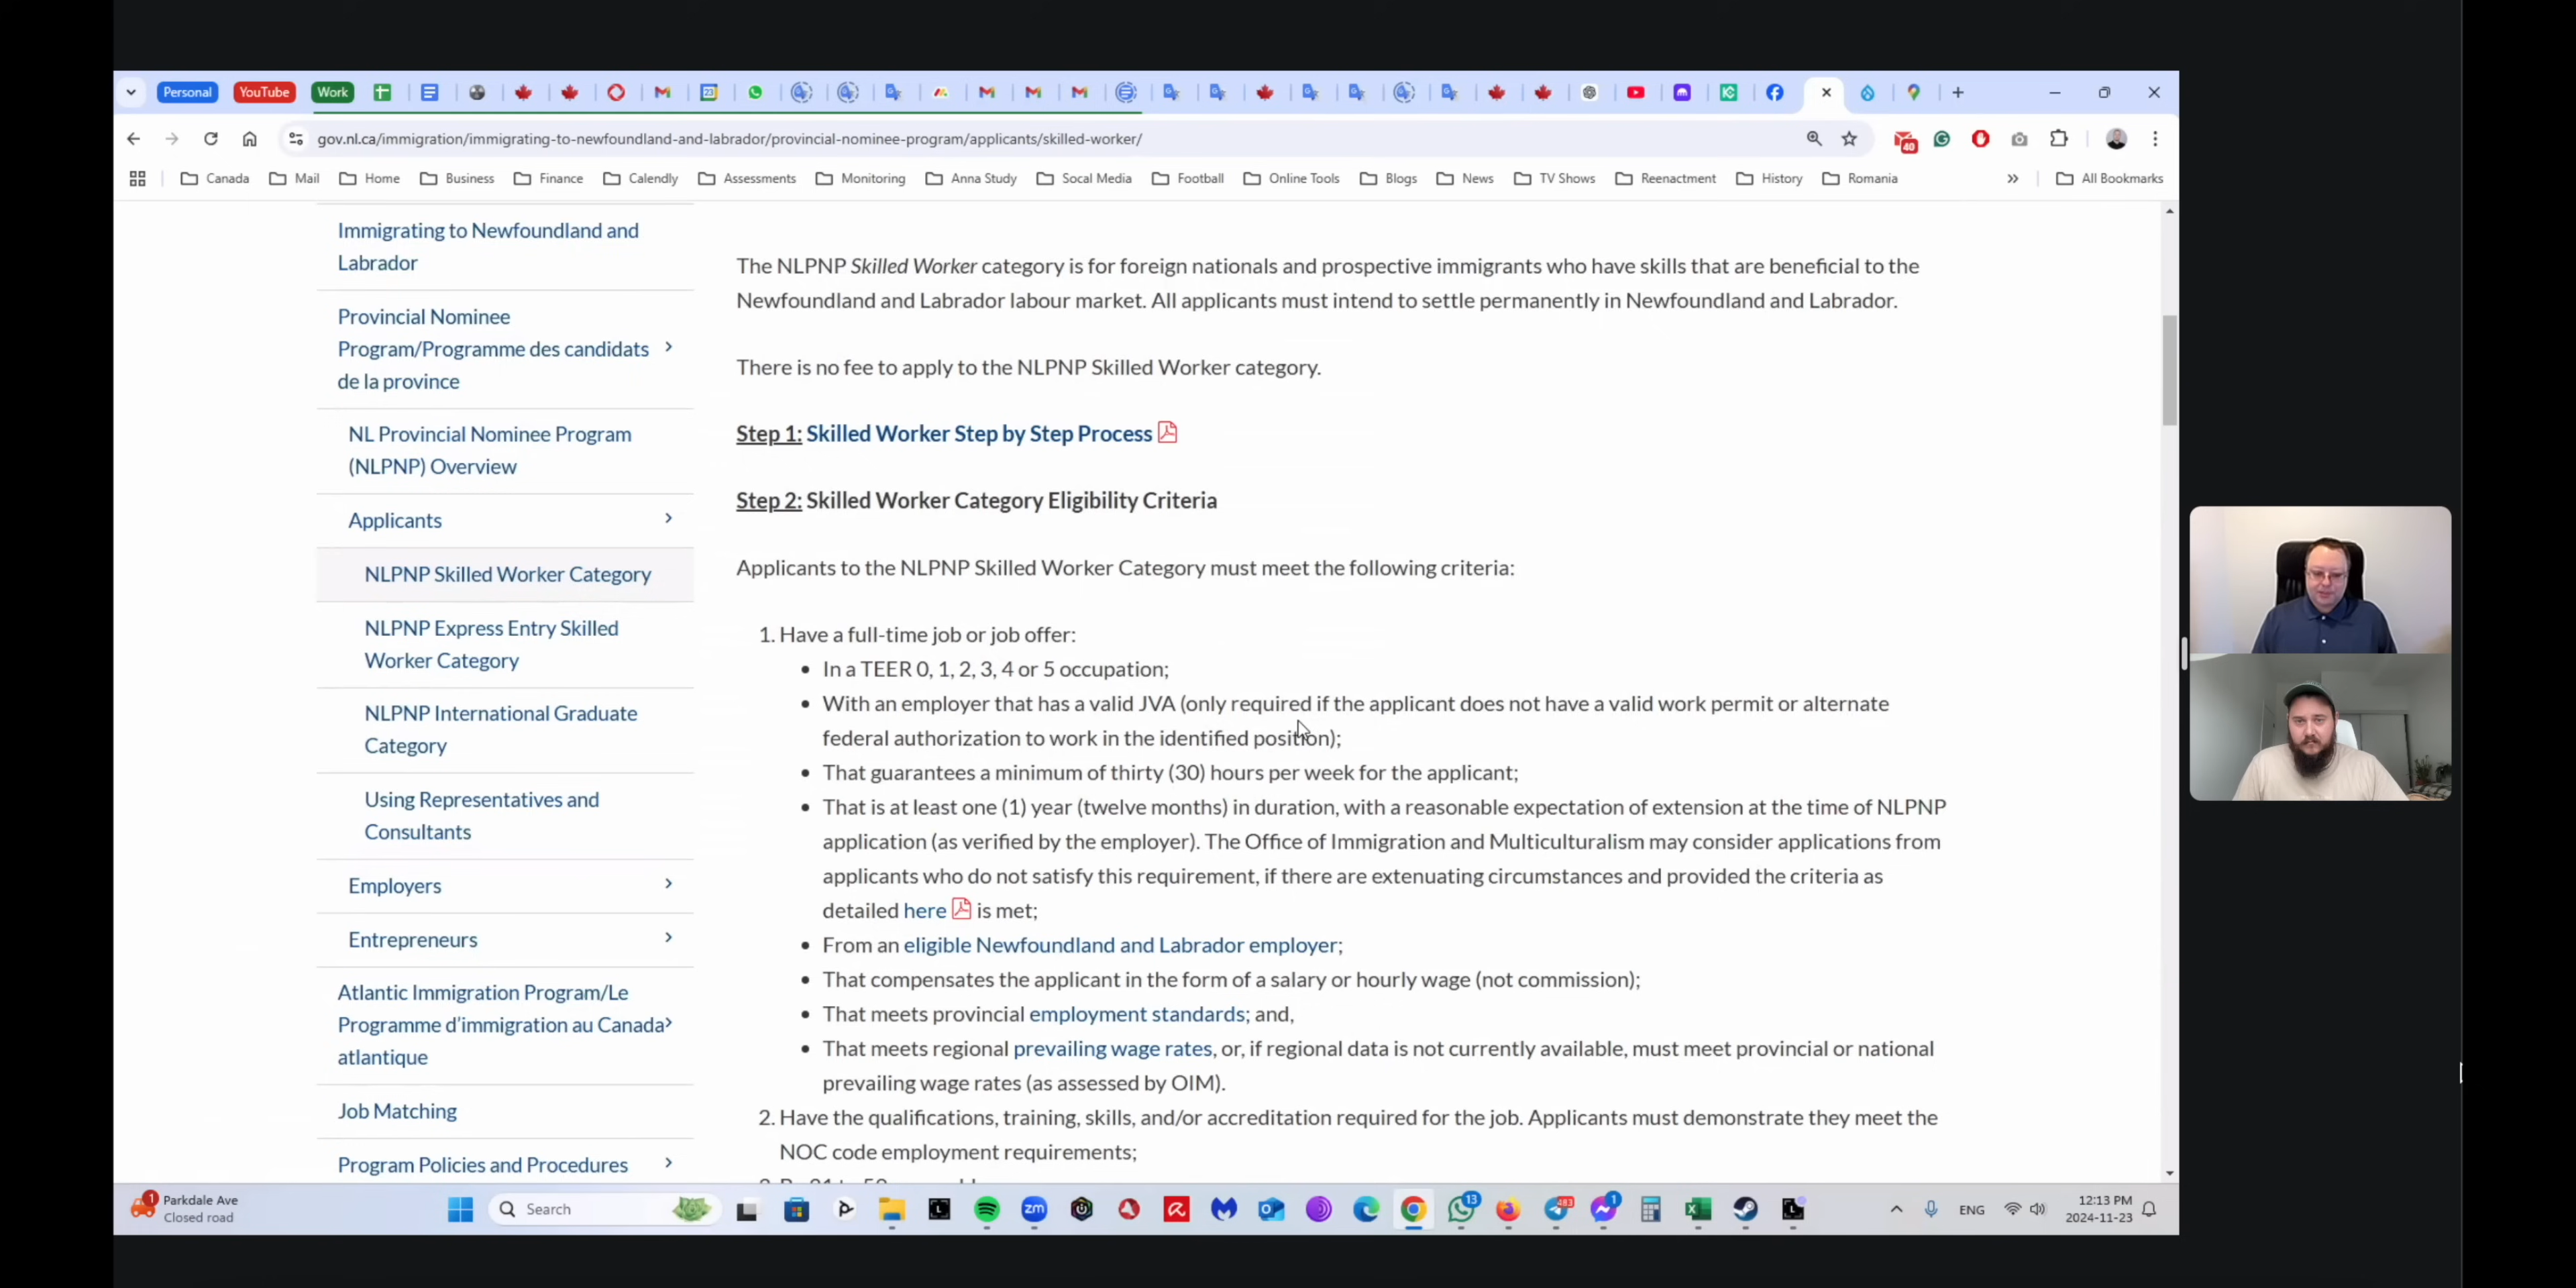 Personal
YouTube
Work
23
gov.nl.ca/immigration/immigrating-to-newfoundland-and-labrador/provincial-nominee-program/applicants/skilled-worker/
40
Canada
Mail
Home
Business
Finance
Calendly
Assessments
Monitoring
Anna Study
Socal Media
Football
Online Tools
Blogs
News
TV Shows
Reenactment
History
Romania
All Bookmarks
Immigrating to Newfoundland and
Labrador
Provincial Nominee
Program/Programme des candidats
de la province
NL Provincial Nominee Program
(NLPNP) Overview
Applicants
NLPNP Skilled Worker Category
NLPNP Express Entry Skilled
Worker Category
NLPNP International Graduate
Category
Using Representatives and
Consultants
Employers
Entrepreneurs
Atlantic Immigration Program/Le
Programme d'immigration au Canada
atlantique
Job Matching
Program Policies and Procedures
The NLPNP Skilled Worker category is for foreign nationals and prospective immigrants who have skills that are beneficial to the
Newfoundland and Labrador labour market. All applicants must intend to settle permanently in Newfoundland and Labrador.
There is no fee to apply to the NLPNP Skilled Worker category.
Step 1: Skilled Worker Step by Step Process
Step 2: Skilled Worker Category Eligibility Criteria
Applicants to the NLPNP Skilled Worker Category must meet the following criteria:
1. Have a full-time job or job offer:
• In a TEER 0, 1, 2, 3, 4 or 5 occupation;
• With an employer that has a valid JVA (only required if the applicant does not have a valid work permit or alternate
federal authorization to work in the identified position);
• That guarantees a minimum of thirty (30) hours per week for the applicant;
• That is at least one (1) year (twelve months) in duration, with a reasonable expectation of extension at the time of NLPNP
application (as verified by the employer). The Office of Immigration and Multiculturalism may consider applications from
applicants who do not satisfy this requirement, if there are extenuating circumstances and provided the criteria as
detailed here is met;
• From an eligible Newfoundland and Labrador employer;
• That compensates the applicant in the form of a salary or hourly wage (not commission);
• That meets provincial employment standards; and,
• That meets regional prevailing wage rates, or, if regional data is not currently available, must meet provincial or national
prevailing wage rates (as assessed by OIM).
2. Have the qualifications, training, skills, and/or accreditation required for the job. Applicants must demonstrate they meet the
NOC code employment requirements;
1
Parkdale Ave
Closed road
Search
zm
13
483
1
ENG
12:13 PM
2024-11-23